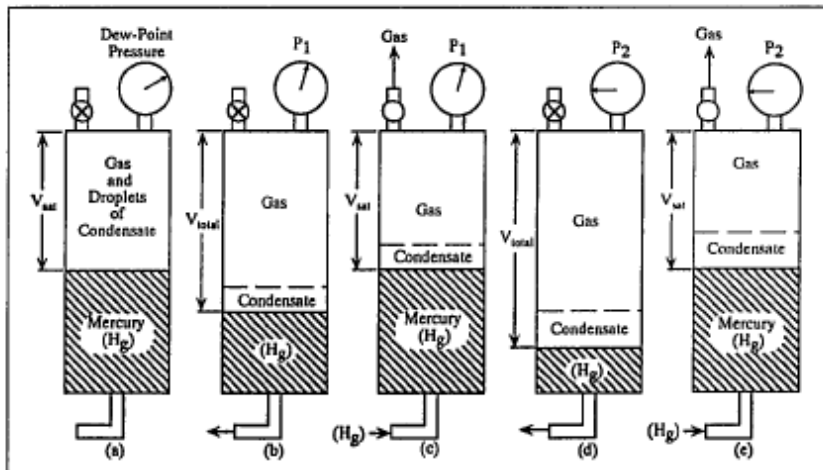 Dew-Point
Pressure
P1
Gas
P1
P2
Gas
P2
Vsat
Gas
and
Droplets
of
Condensate
Mercury
(Hg)
(a)
Vtotal
Gas
Condensate
(Hg)
(b)
Vsat
Gas
Condensate
Mercury
(Hg)
(Hg)
(c)
Vtotal
Gas
Condensate
(Hg)
(d)
Vsat
Gas
Condensate
Mercury
(Hg)
(Hg)
(e)